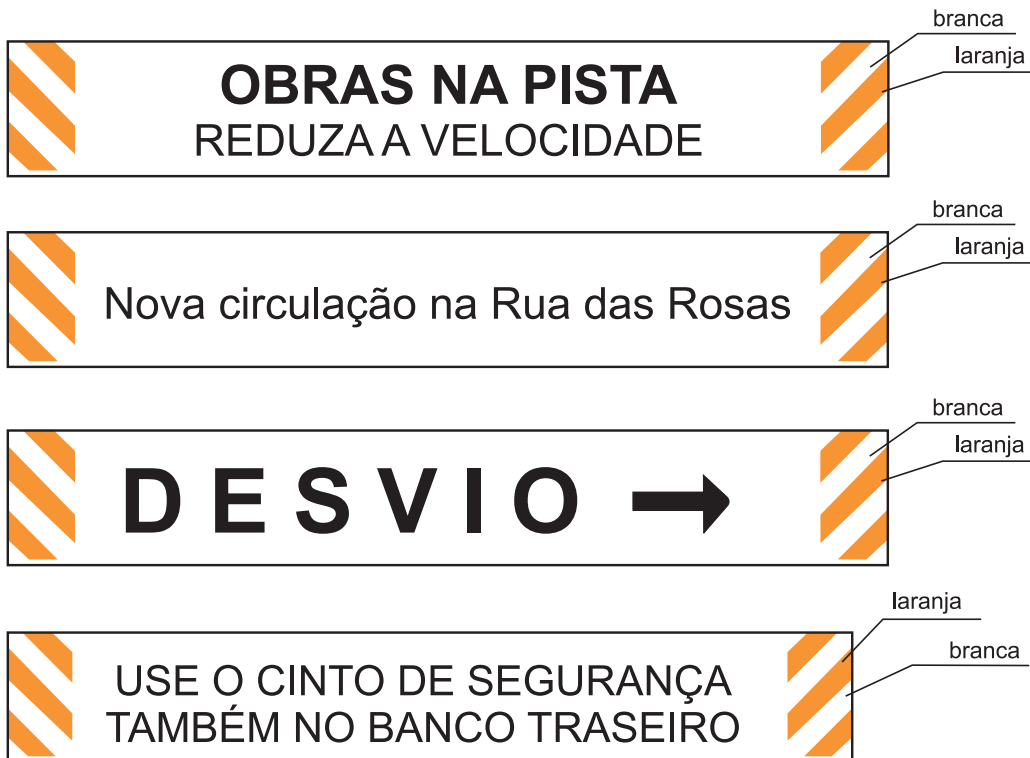 branca
laranja
OBRAS NA PISTA
REDUZA A VELOCIDADE
branca
laranja
Nova circulação na Rua das Rosas
branca
laranja
DESVIO →
laranja
branca
USE O CINTO DE SEGURANÇA
TAMBÉM NO BANCO TRASEIRO